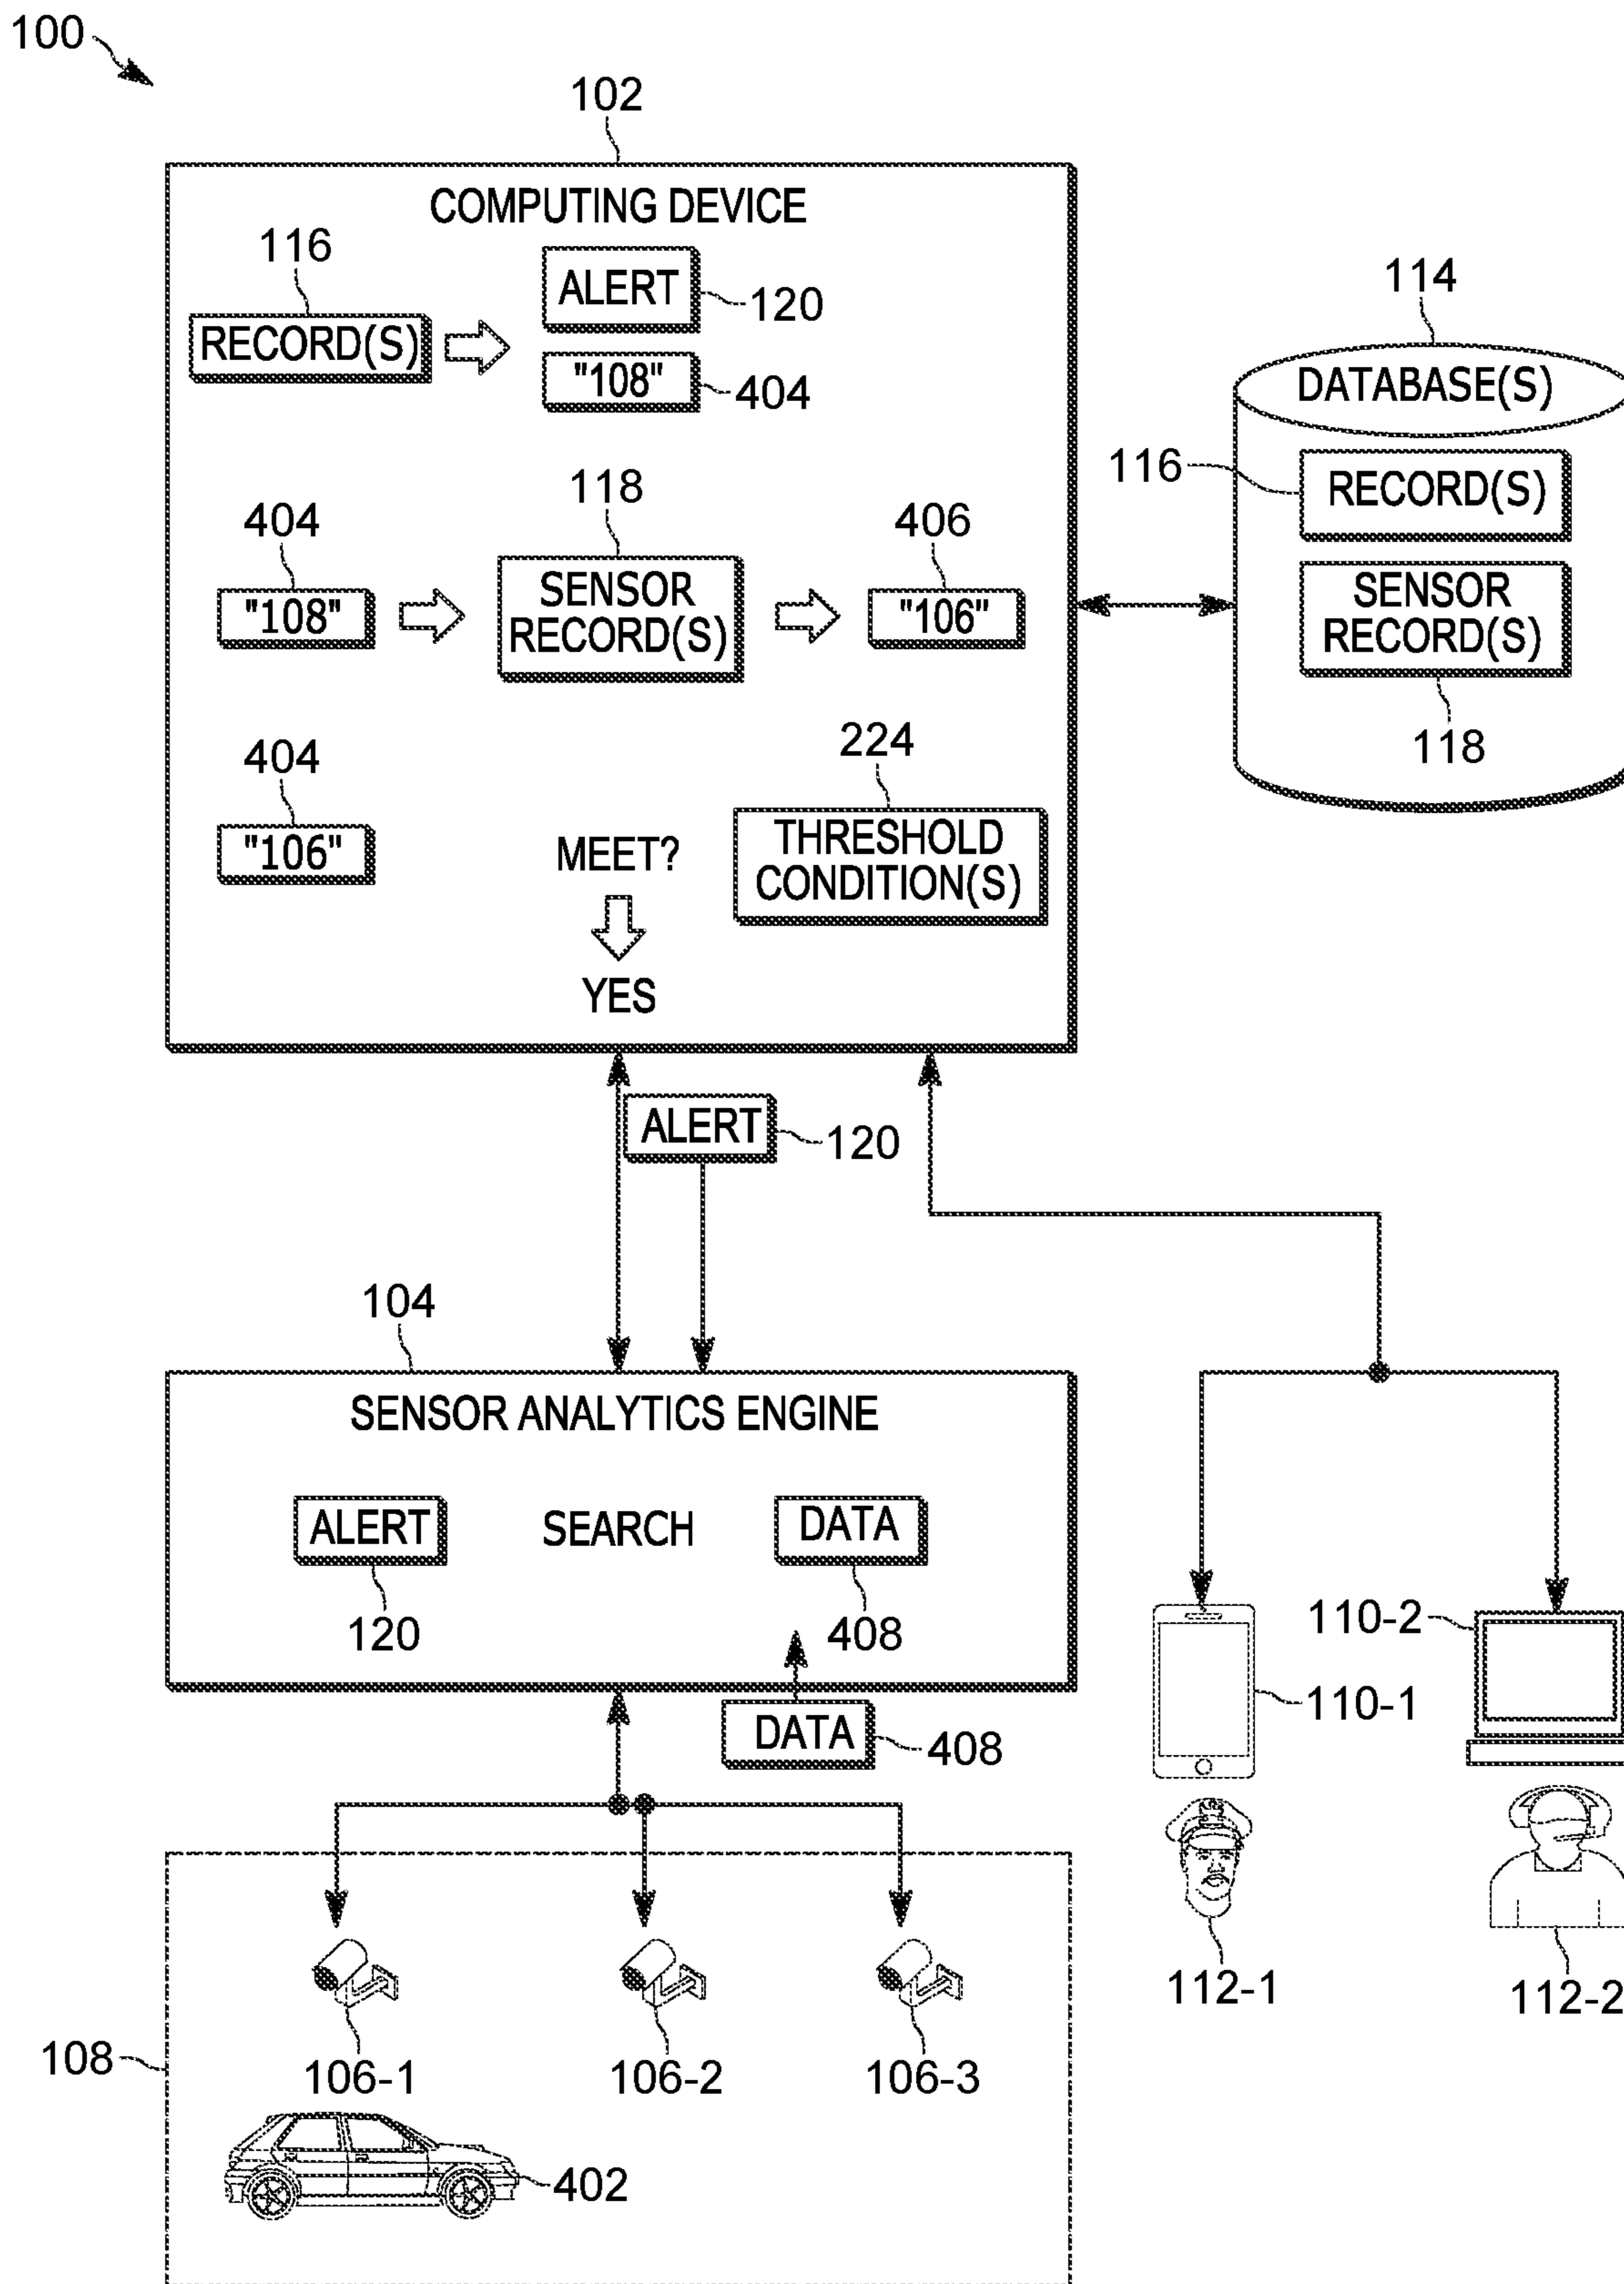 100
102
COMPUTING DEVICE
116
ALERT
120
RECORD(S)
"108"
404
114
DATABASE(S)
116
RECORD(S)
SENSOR
RECORD(S)
118
404
118
406
"108"
SENSOR
RECORD(S)
"106"
404
224
"106"
MEET?
THRESHOLD
CONDITION(S)
YES
ALERT
120
104
SENSOR ANALYTICS ENGINE
ALERT
SEARCH
DATA
120
408
DATA
408
110-2
110-1
112-1
112-2
108
106-1
106-2
106-3
402